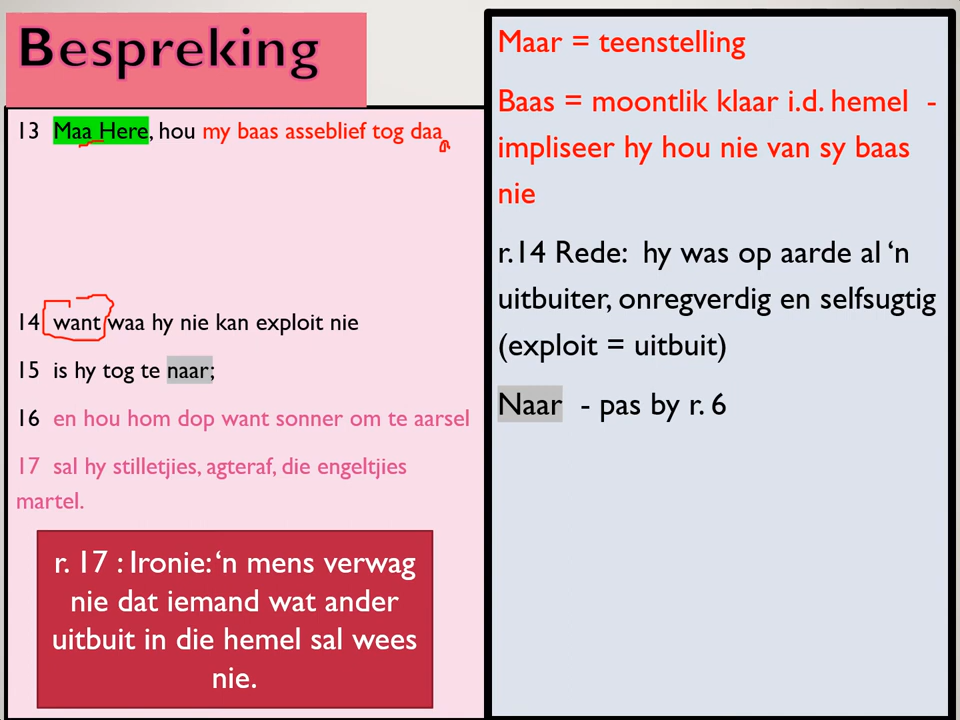 Bespreking
13 Maa Here, hou my baas asseblief tog daa
14 want waa hy nie kan exploit nie
15 is hy tog te naar;
16 en hou hom dop want sonner om te aarsel
17 sal hy stilletjies, agteraf, die engeltjies
martel.
r. 17 : Ironie: ‘n mens verwag
nie dat iemand wat ander
uitbuit in die hemel sal wees
nie.
Maar = teenstelling
Baas = moontlik klaar i.d. hemel -
impliseer hy hou nie van sy baas
nie
r.14 Rede: hy was op aarde al ‘n
uitbuiter, onregverdig en selfsugtig
(exploit = uitbuit)
Naar - pas by r. 6